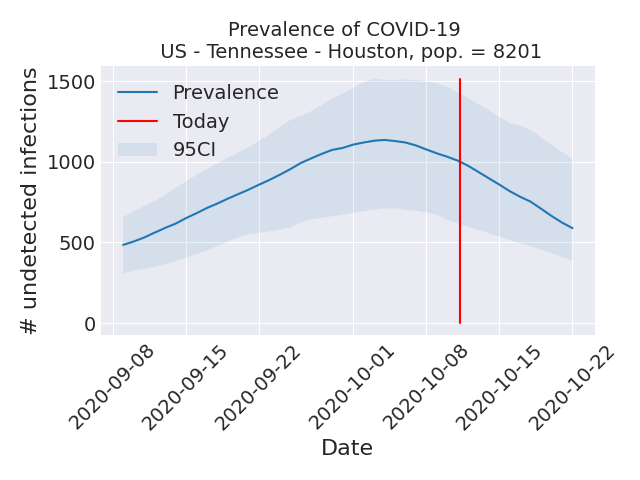 Prevalence of COVID-19
US - Tennessee - Houston, pop. = 8201
# undetected infections
1500
1000
500
0
Prevalence
Today
95CI
2020-09-08
2020-09-15
2020-09-22
2020-10-01
2020-10-08
2020-10-15
2020-10-22
Date